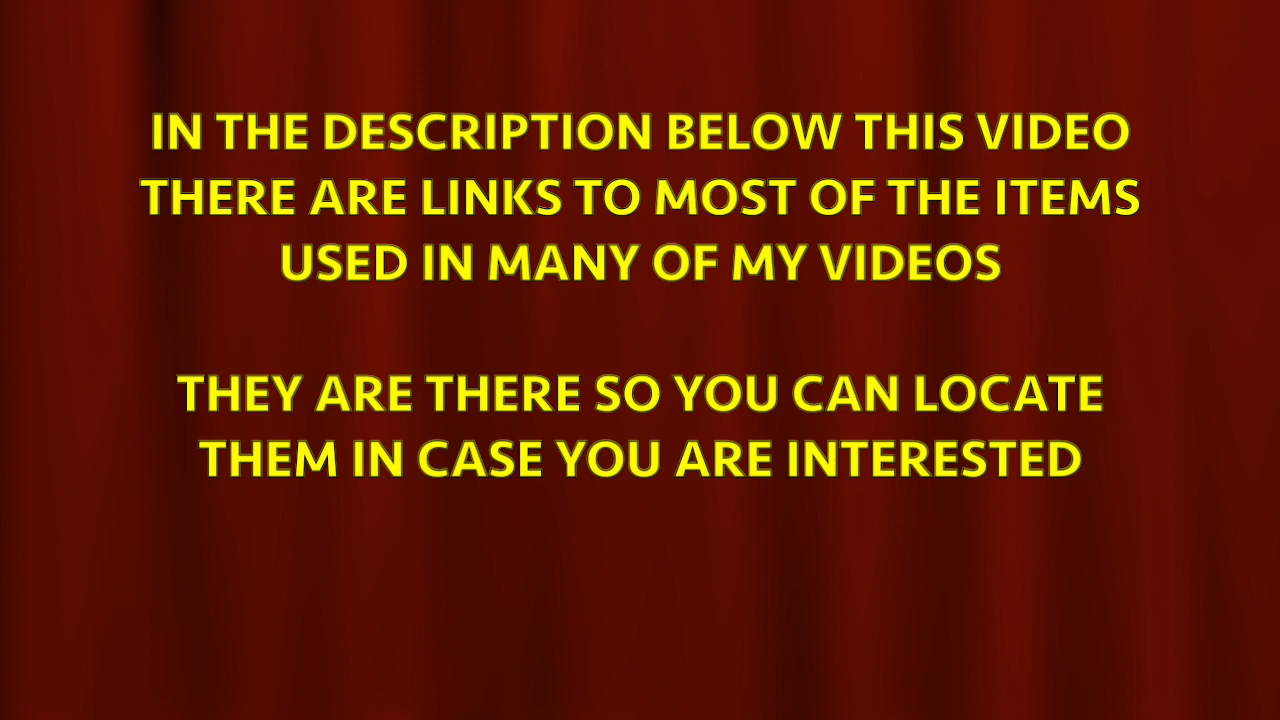 IN THE DESCRIPTION BELOW THIS VIDEO
THERE ARE LINKS TO MOST OF THE ITEMS
USED IN MANY OF MY VIDEOS
THEY ARE THERE SO YOU CAN LOCATE
THEM IN CASE YOU ARE INTERESTED